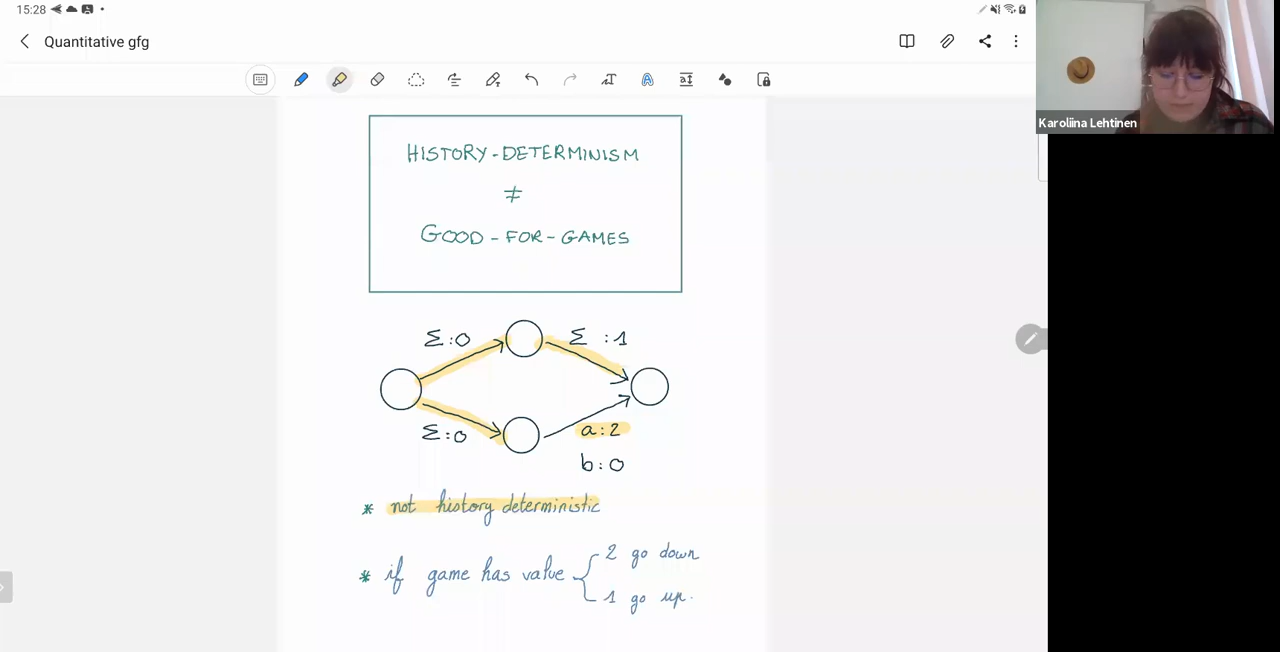 15:28
Quantitative gfg
Karoliina Lehtinen
HISTORY-DETERMINISM
≠
GOOD-FOR-GAMES
Σ:0
Σ :1
Σ:0
a:2
b:0
* not history deterministic
* if game has value { 2 go down
1 go up.